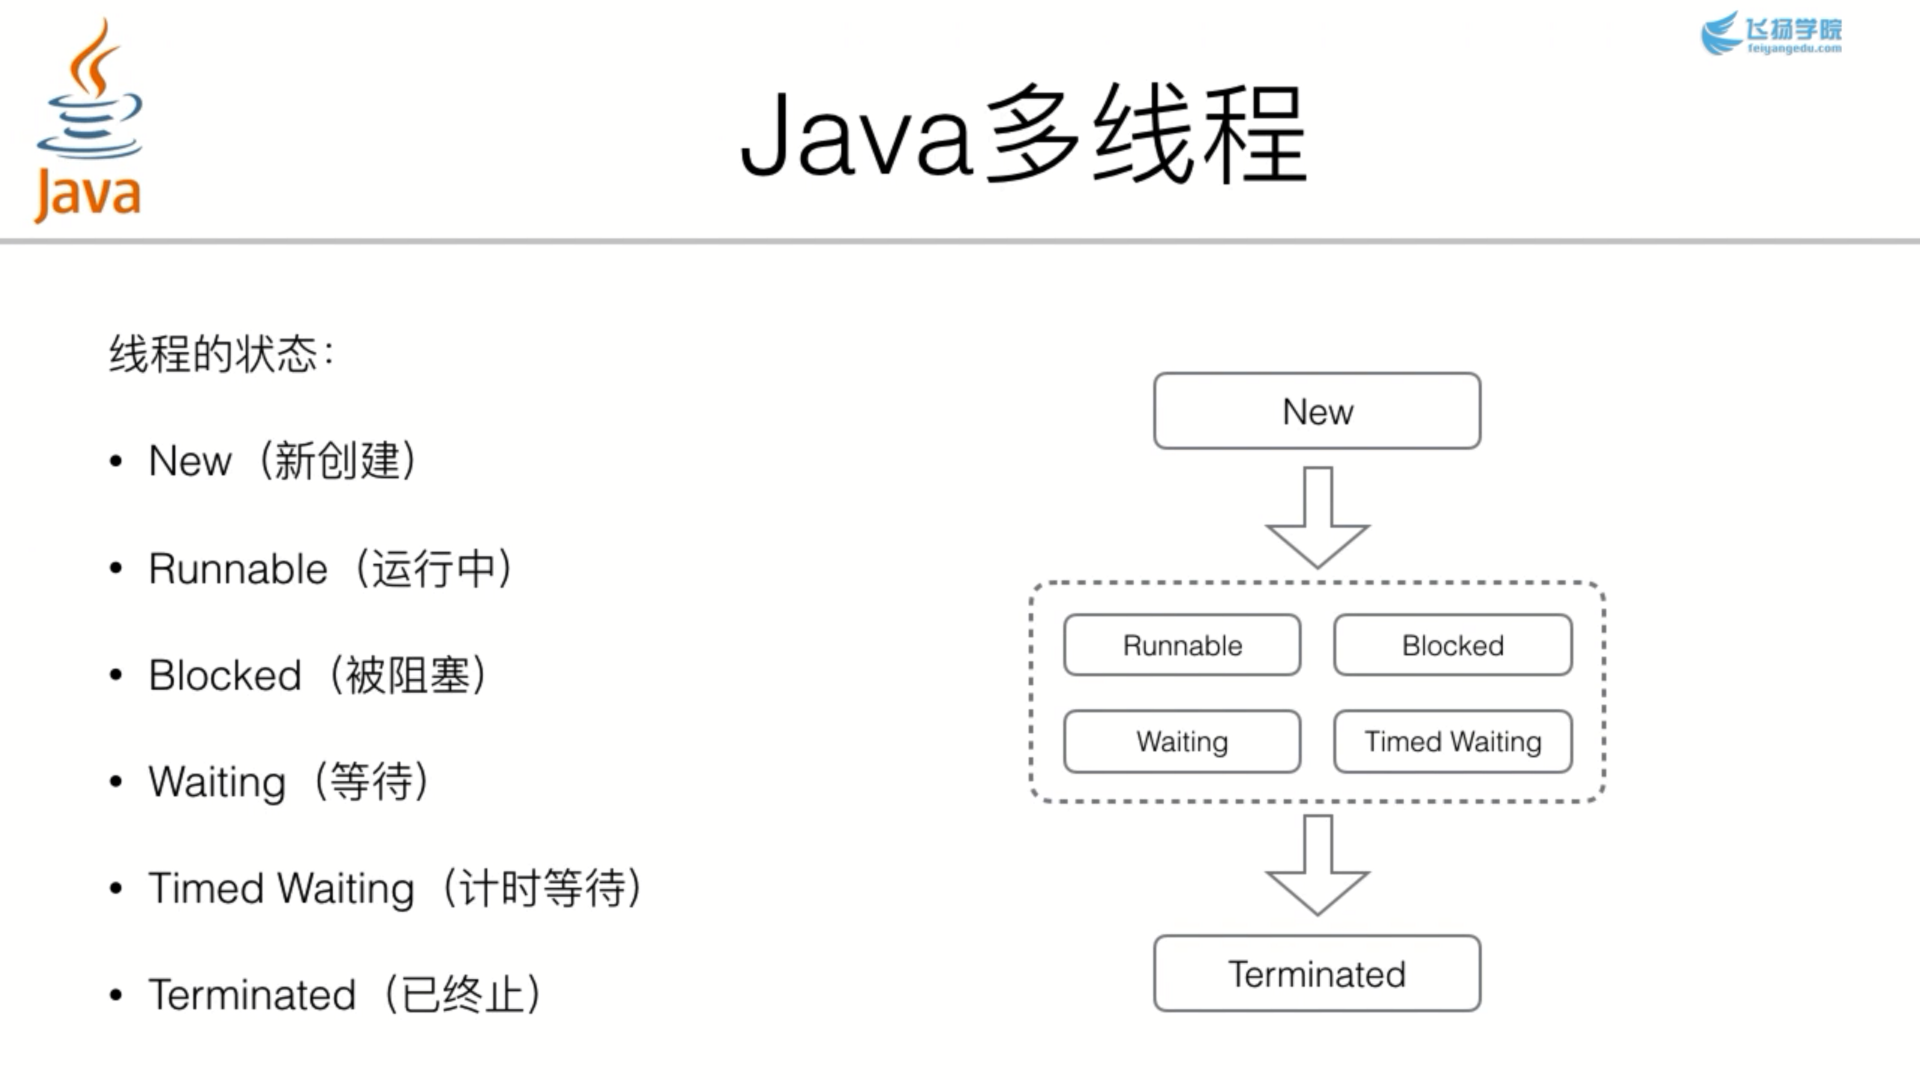 Java
飞扬学院
feiyangedu.com
Java多线程
线程的状态：
• New（新创建）
• Runnable（运行中）
• Blocked（被阻塞）
• Waiting（等待）
• Timed Waiting（计时等待）
• Terminated（已终止）
New
Runnable
Blocked
Waiting
Timed Waiting
Terminated